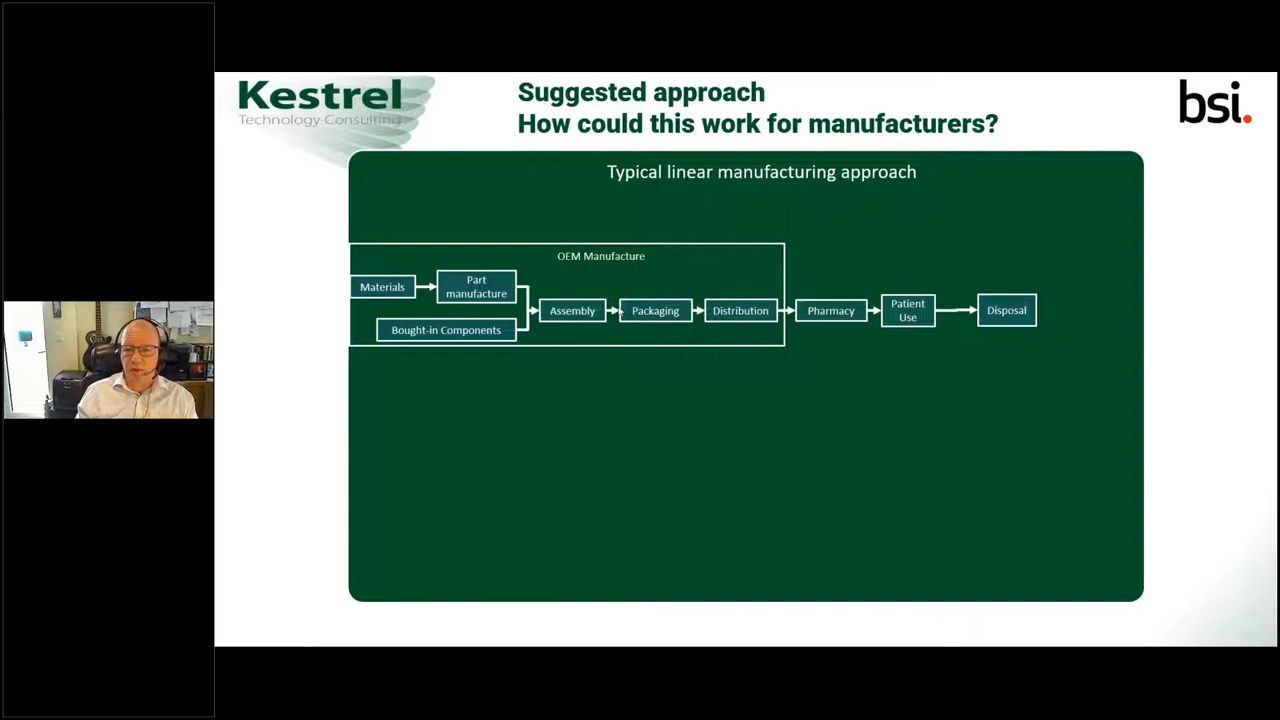 Kestrel
Technology Consulting
Suggested approach
How could this work for manufacturers?
bsi.
Typical linear manufacturing approach
OEM Manufacture
Materials
Part
manufacture
Bought-in Components
Assembly
Packaging
Distribution
Pharmacy
Patient
Use
Disposal